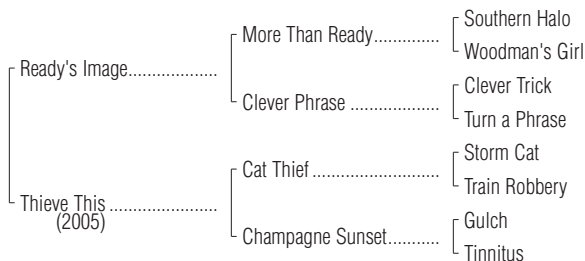 Southern Halo
More Than Ready...............
Woodman's Girl
Ready's Image....................
Clever Trick
Clever Phrase ....................
Turn a Phrase
Storm Cat
Cat Thief .............................
Train Robbery
Thieve This ........................
(2005)
Gulch
Champagne Sunset...........
Tinnitus